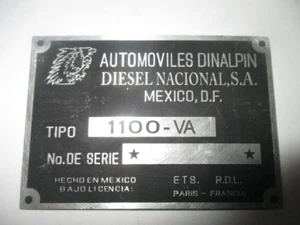 AUTOMOVILES DINALPIN
DIESEL NACIONAL, S.A.
MEXICO, D.F.
TIPO 1100-VA
No. DE SERIE ★ ★
HECHO EN MEXICO
BAJO LICENCIA:
ETS. R.D.L.
PARIS - FRANCIA